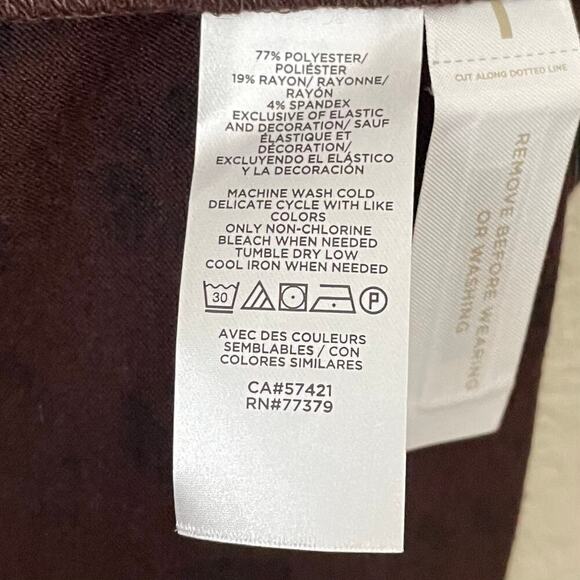 77% POLYESTER/
POLIÉSTER
19% RAYON/ RAYONNE/
RAYÓN
4% SPANDEX
EXCLUSIVE OF ELASTIC
AND DECORATION/ SAUF
ÉLASTIQUE ET
DÉCORATION/
EXCLUYENDO EL ELÁSTICO
Y LA DECORACIÓN
MACHINE WASH COLD
DELICATE CYCLE WITH LIKE
COLORS
ONLY NON-CHLORINE
BLEACH WHEN NEEDED
TUMBLE DRY LOW
COOL IRON WHEN NEEDED
30 P
AVEC DES COULEURS
SEMBLABLES / CON
COLORES SIMILARES
CA#57421
RN#77379
CUT ALONG DOTTED LINE
REMOVE BEFORE WEARING
OR WASHING